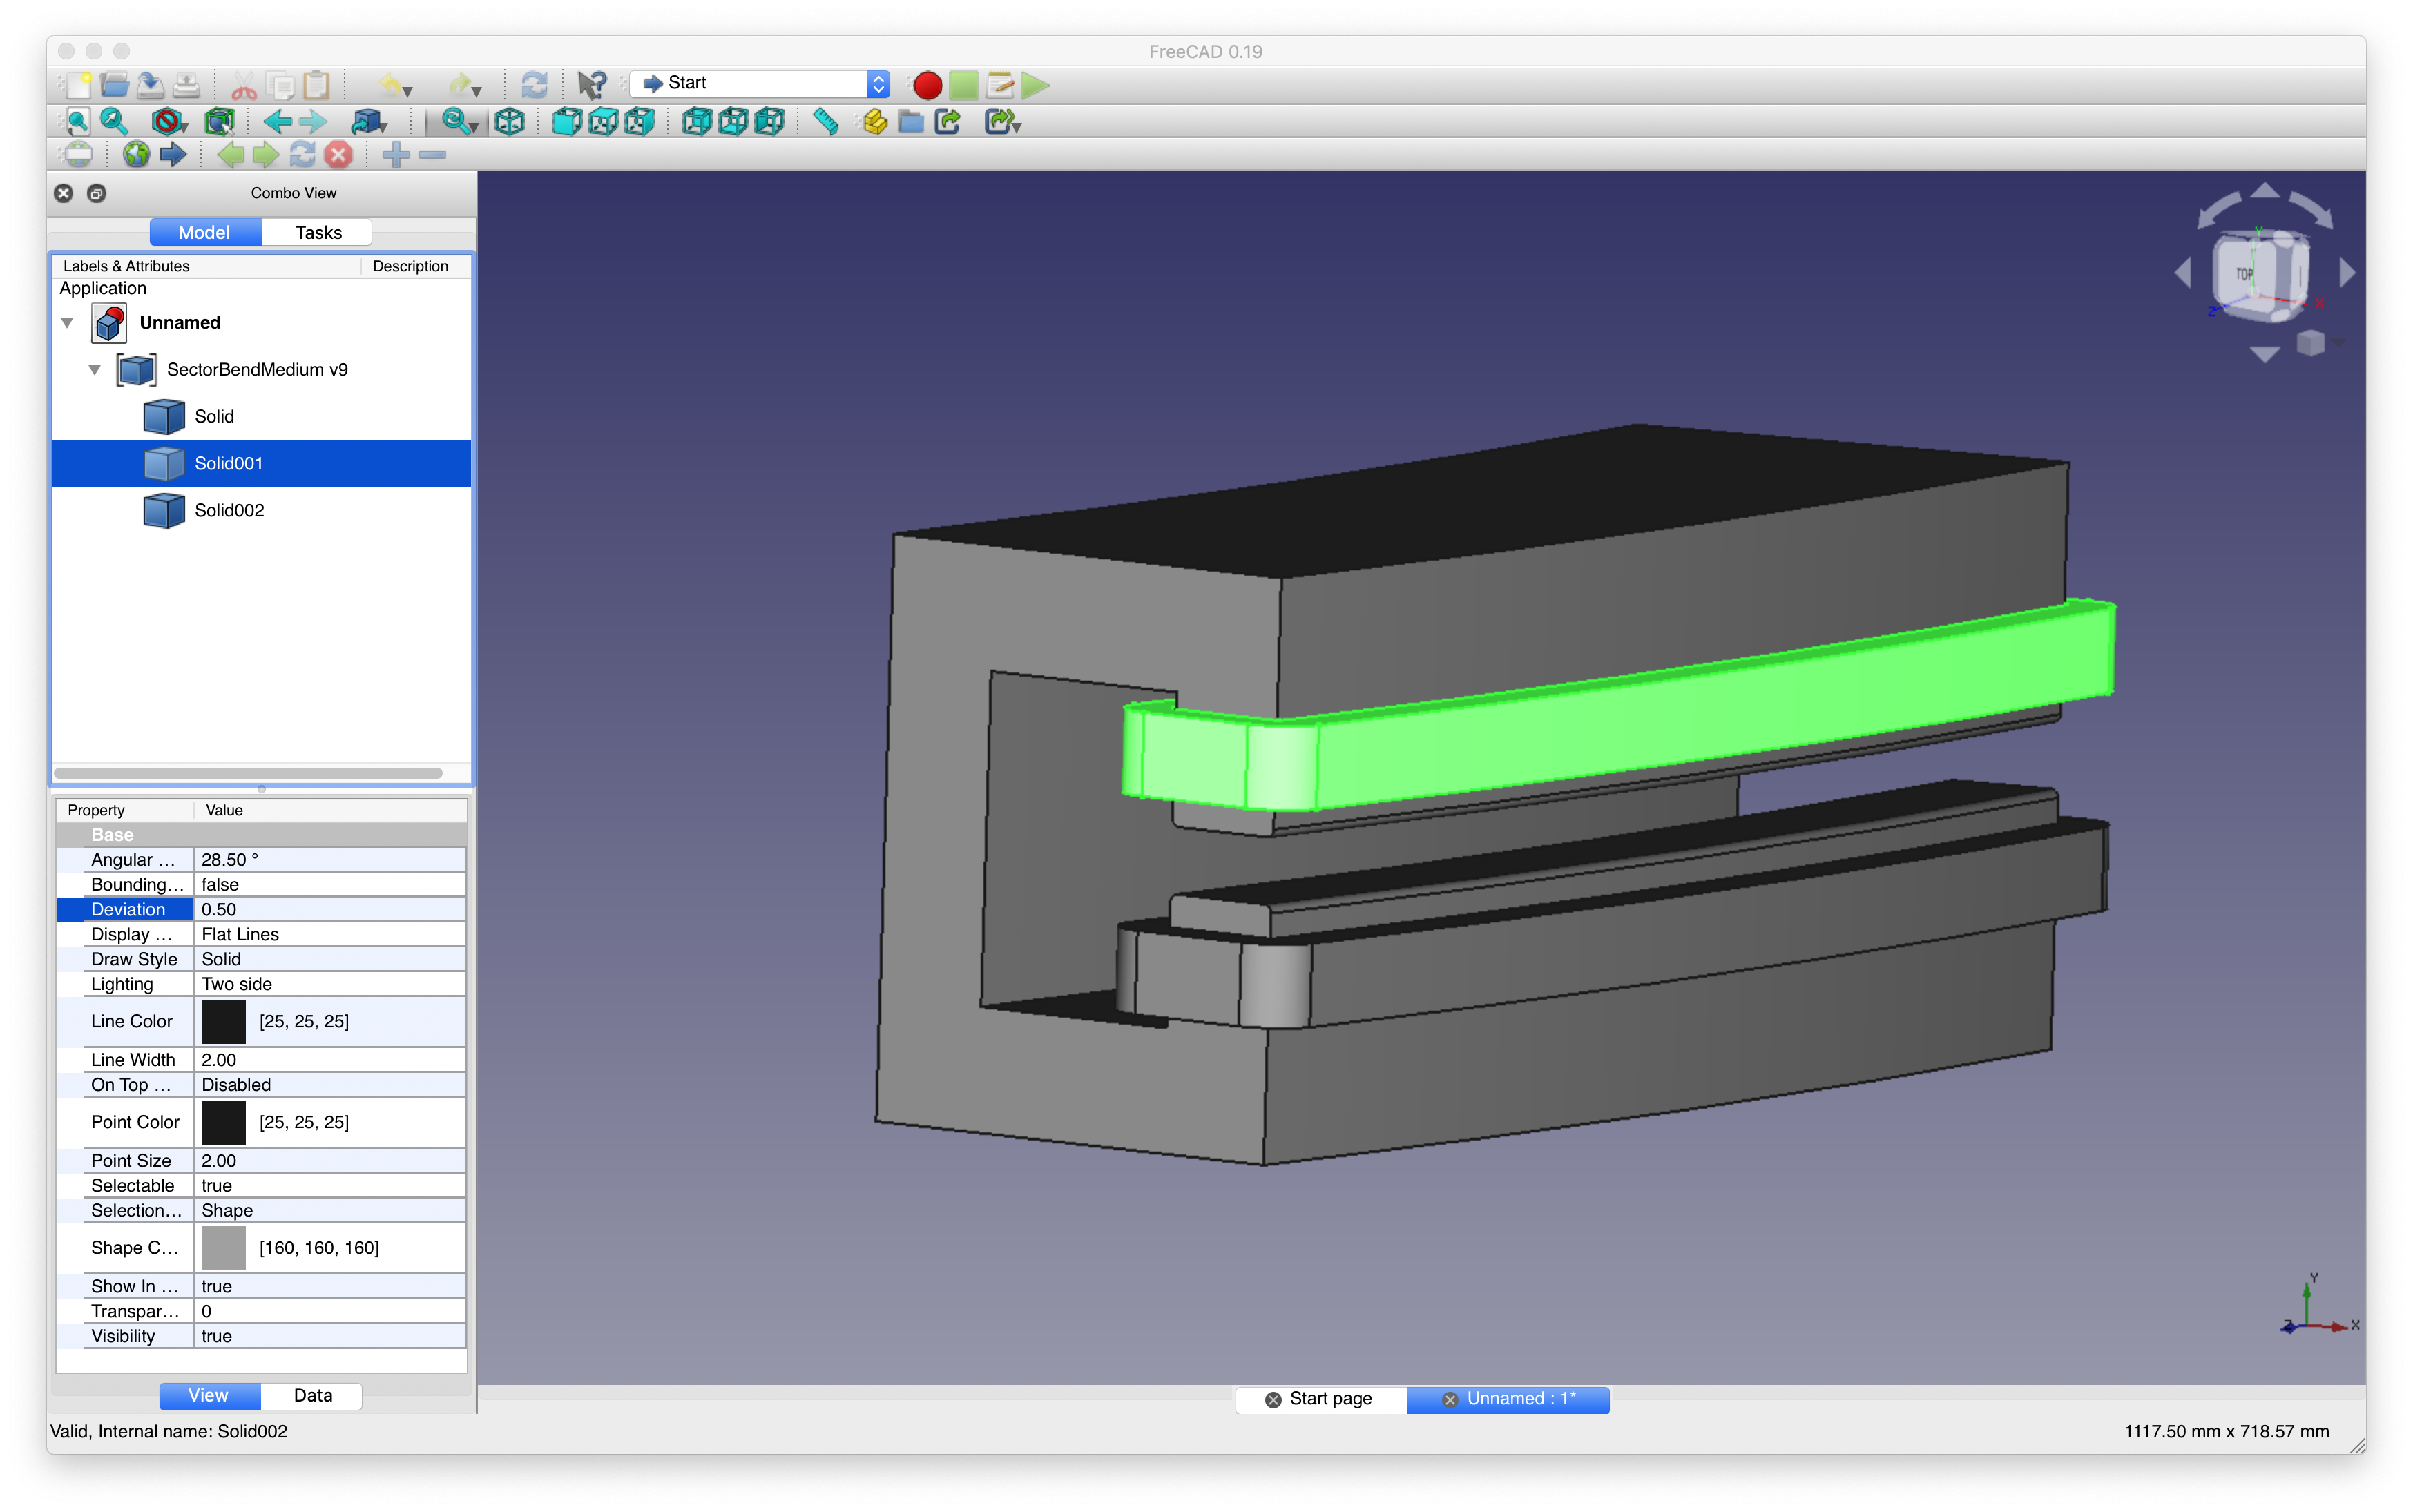 FreeCAD 0.19
Start
Combo View
Model Tasks
Labels & Attributes Description
Application
Unnamed
SectorBendMedium v9
Solid
Solid001
Solid002
Property Value
Base
Angular ... 28.50 °
Bounding... false
Deviation 0.50
Display ... Flat Lines
Draw Style Solid
Lighting Two side
Line Color [25, 25, 25]
Line Width 2.00
On Top ... Disabled
Point Color [25, 25, 25]
Point Size 2.00
Selectable true
Selection... Shape
Shape C... [160, 160, 160]
Show In ... true
Transpar... 0
Visibility true
View Data
Valid, Internal name: Solid002
Y
TOP
X
Z
Y
Z X
Start page Unnamed : 1*
1117.50 mm x 718.57 mm